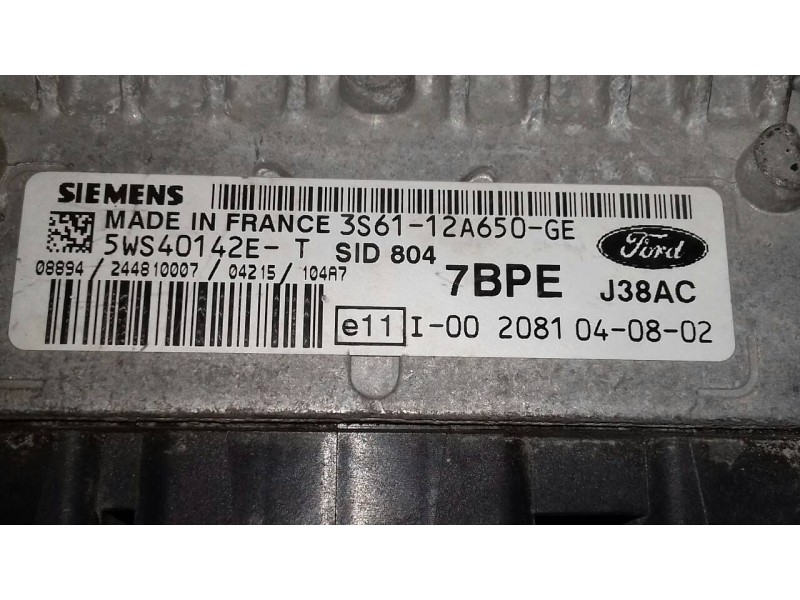 SIEMENS
MADE IN FRANCE 3S61-12A650-GE
5WS40142E- T SID 804
Ford
08894 / 244810007 / 04215 / 104A7
7BPE J38AC
e11 I-00 2081 04-08-02